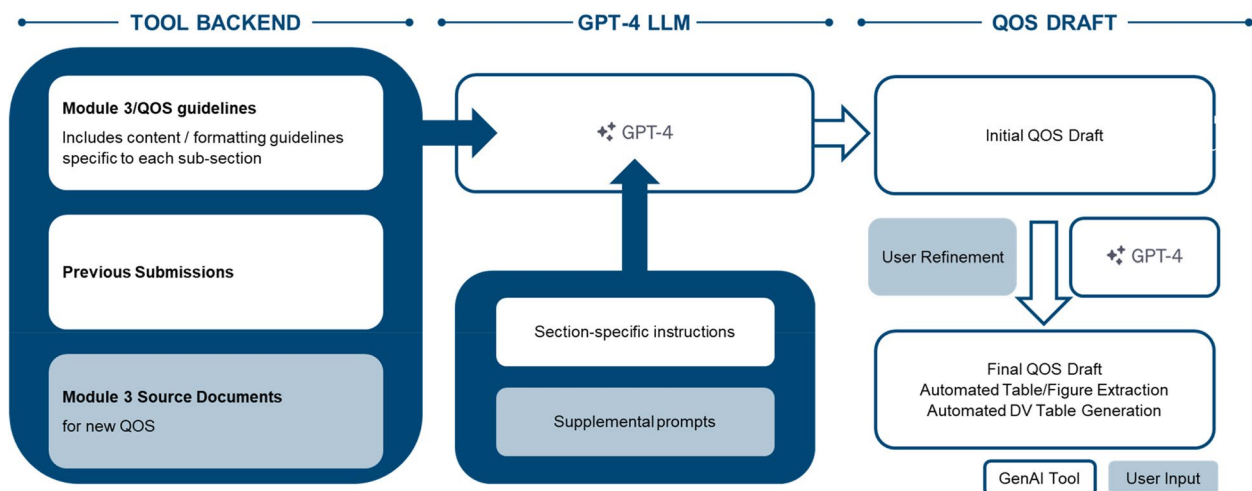 TOOL BACKEND
GPT-4 LLM
QOS DRAFT
Module 3/QOS guidelines
Includes content / formatting guidelines
specific to each sub-section
Previous Submissions
Module 3 Source Documents
for new QOS
GPT-4
Section-specific instructions
Supplemental prompts
Initial QOS Draft
User Refinement
GPT-4
Final QOS Draft
Automated Table/Figure Extraction
Automated DV Table Generation
GenAI Tool
User Input